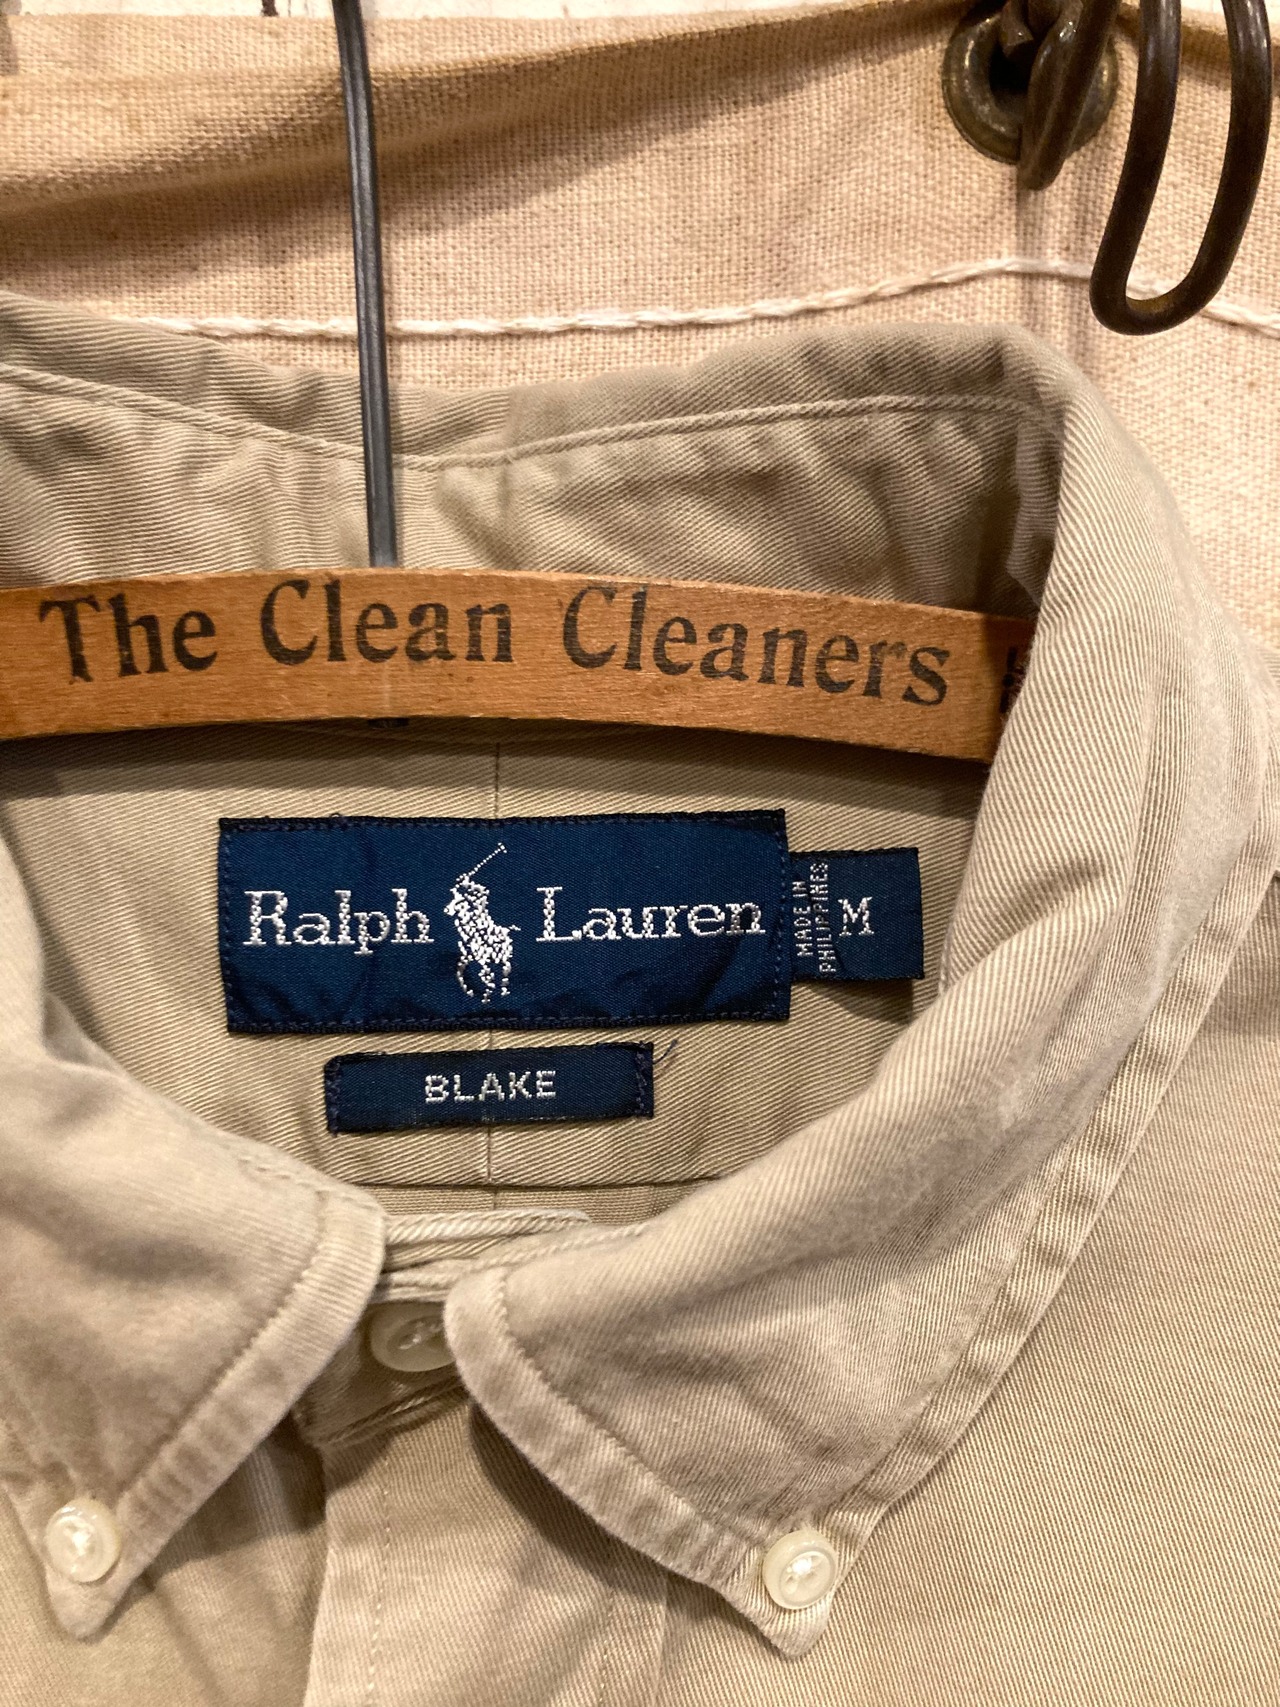 The Clean Cleaners
Ralph Lauren
MADE IN
PHILIPPINES
M
BLAKE